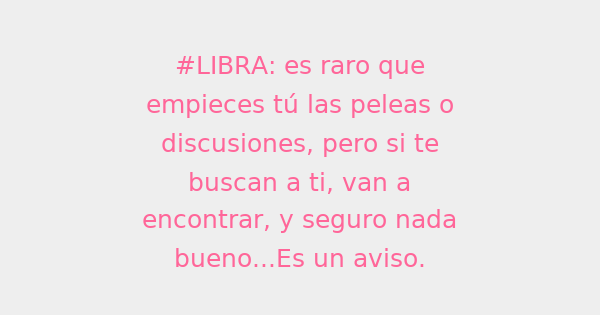 #LIBRA: es raro que
empieces tú las peleas o
discusiones, pero si te
buscan a ti, van a
encontrar, y seguro nada
bueno...Es un aviso.